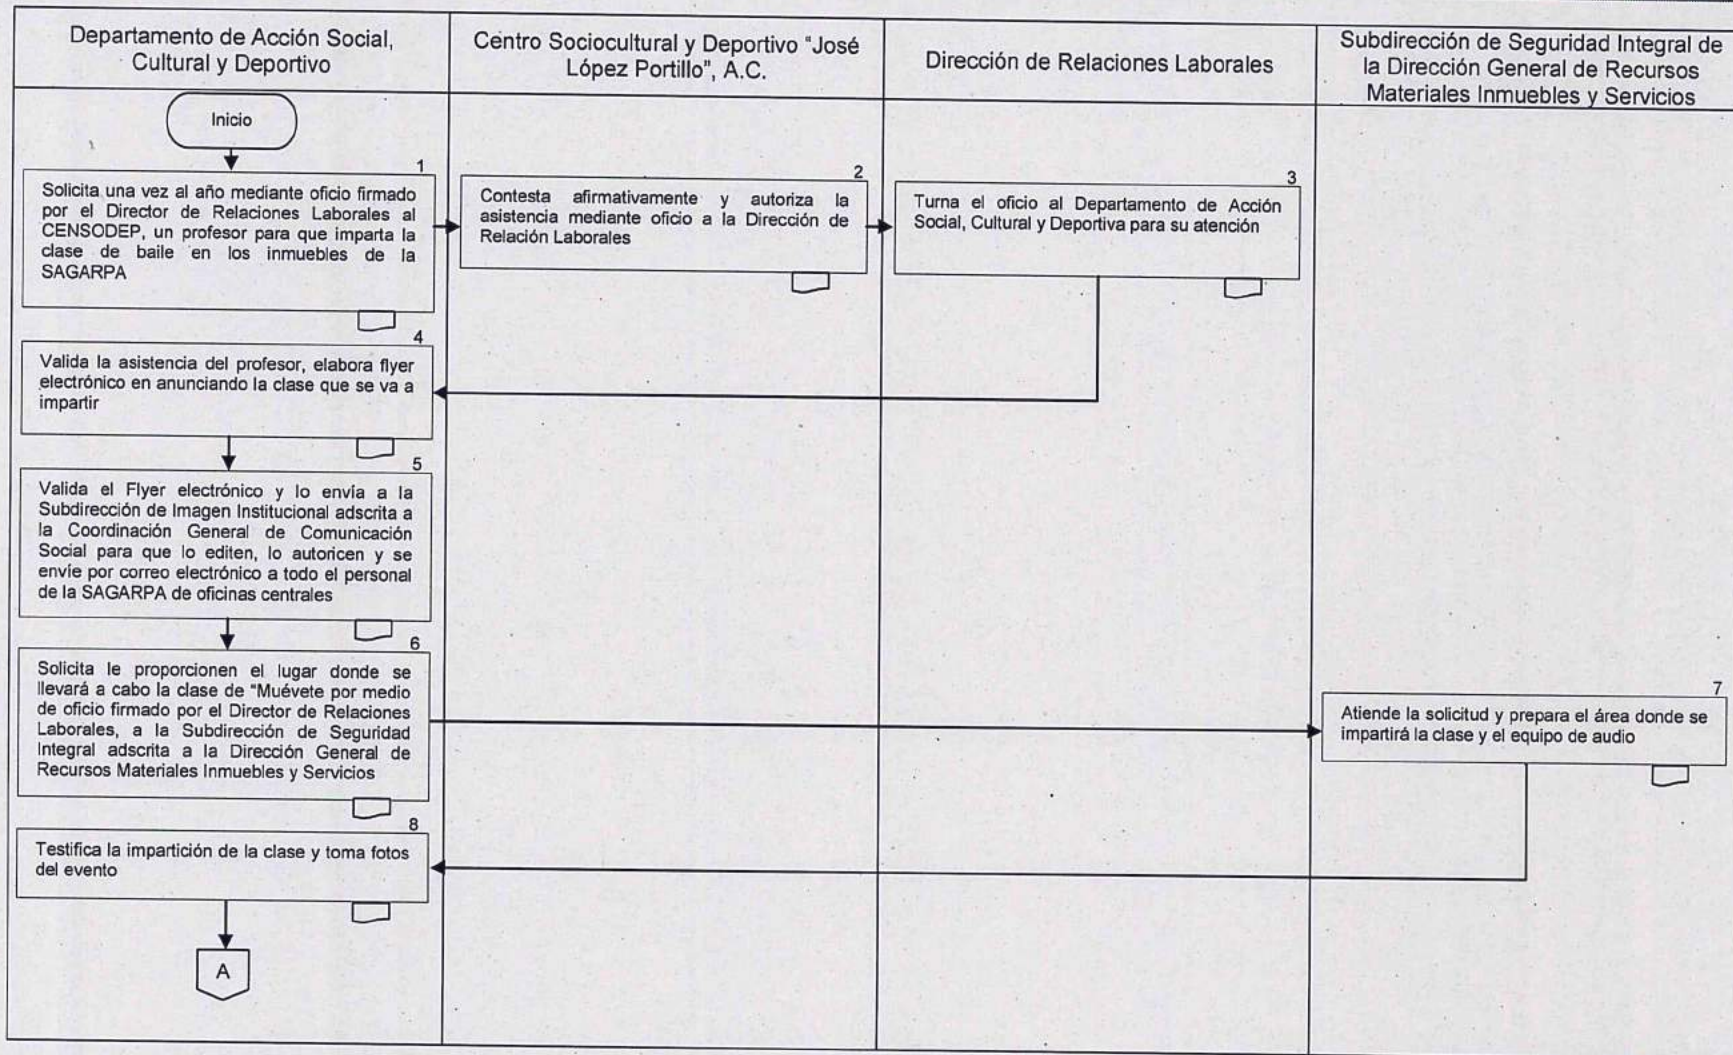 Departamento de Acción Social,
Cultural y Deportivo
Centro Sociocultural y Deportivo "José
López Portillo", A.C.
Dirección de Relaciones Laborales
Subdirección de Seguridad Integral de
la Dirección General de Recursos
Materiales Inmuebles y Servicios
Inicio
1
Solicita una vez al año mediante oficio firmado
por el Director de Relaciones Laborales al
CENSODEP, un profesor para que imparta la
clase de baile en los inmuebles de la
SAGARPA
2
Contesta afirmativamente y autoriza la
asistencia mediante oficio a la Dirección de
Relación Laborales
3
Turna el oficio al Departamento de Acción
Social, Cultural y Deportiva para su atención
4
Valida la asistencia del profesor, elabora flyer
electrónico en anunciando la clase que se va a
impartir
5
Valida el Flyer electrónico y lo envía a la
Subdirección de Imagen Institucional adscrita a
la Coordinación General de Comunicación
Social para que lo editen, lo autoricen y se
envíe por correo electrónico a todo el personal
de la SAGARPA de oficinas centrales
6
Solicita le proporcionen el lugar donde se
llevará a cabo la clase de "Muévete por medio
de oficio firmado por el Director de Relaciones
Laborales, a la Subdirección de Seguridad
Integral adscrita a la Dirección General de
Recursos Materiales Inmuebles y Servicios
7
Atiende la solicitud y prepara el área donde se
impartirá la clase y el equipo de audio
8
Testifica la impartición de la clase y toma fotos
del evento
A